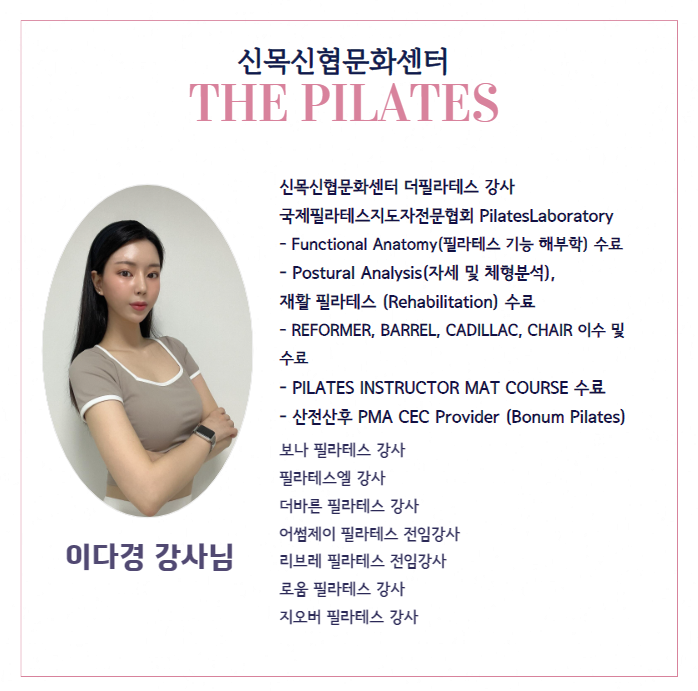 신목신협문화센터
THE PILATES
신목신협문화센터 더필라테스 강사
국제필라테스지도자전문협회 PilatesLaboratory
- Functional Anatomy(필라테스 기능 해부학) 수료
- Postural Analysis(자세 및 체형분석),
재활 필라테스 (Rehabilitation) 수료
- REFORMER, BARREL, CADILLAC, CHAIR 이수 및
수료
- PILATES INSTRUCTOR MAT COURSE 수료
- 산전산후 PMA CEC Provider (Bonum Pilates)
보나 필라테스 강사
필라테스엘 강사
더바른 필라테스 강사
어썸제이 필라테스 전임강사
리브레 필라테스 전임강사
로움 필라테스 강사
지오버 필라테스 강사
이다경 강사님